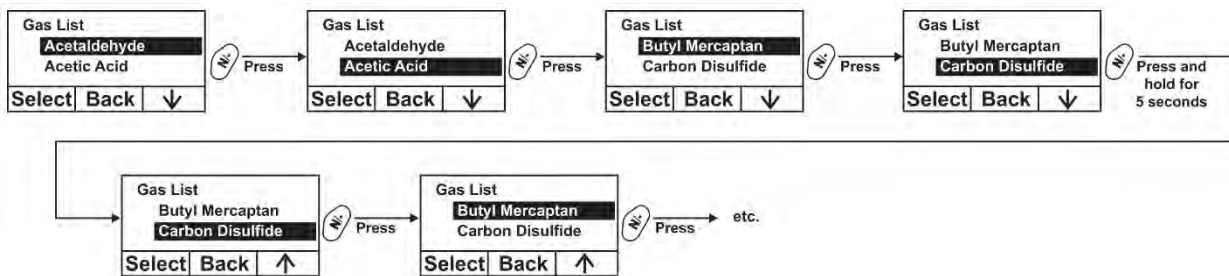 Gas List
Acetaldehyde
Acetic Acid
Select Back ↓
N/-
Press
Gas List
Acetaldehyde
Acetic Acid
Select Back ↓
N/-
Press
Gas List
Butyl Mercaptan
Carbon Disulfide
Select Back ↓
N/-
Press
Gas List
Butyl Mercaptan
Carbon Disulfide
Select Back ↓
N/-
Press and
hold for
5 seconds
Gas List
Butyl Mercaptan
Carbon Disulfide
Select Back ↑
N/-
Press
Gas List
Butyl Mercaptan
Carbon Disulfide
Select Back ↑
N/-
Press
etc.